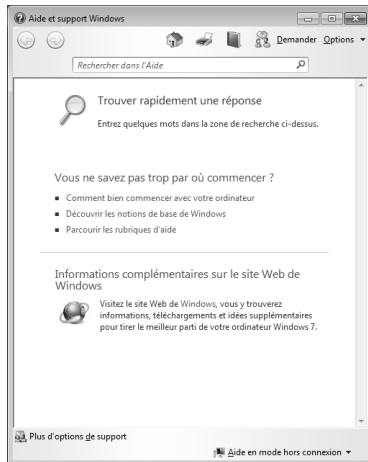 Aide et support Windows
Demander Options
Rechercher dans l'Aide
Trouver rapidement une réponse
Entrez quelques mots dans la zone de recherche ci-dessus.
Vous ne savez pas trop par où commencer ?
Comment bien commencer avec votre ordinateur
Découvrir les notions de base de Windows
Parcourir les rubriques d'aide
Informations complémentaires sur le site Web de
Windows
Visitez le site Web de Windows, vous y trouverez
informations, téléchargements et idées supplémentaires
pour tirer le meilleur parti de votre ordinateur Windows 7.
Plus d'options de support
Aide en mode hors connexion